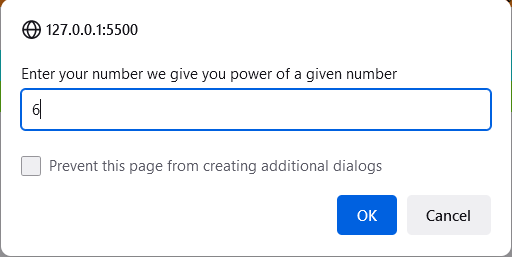 127.0.0.1:5500
Enter your number we give you power of a given number
6
Prevent this page from creating additional dialogs
OK Cancel